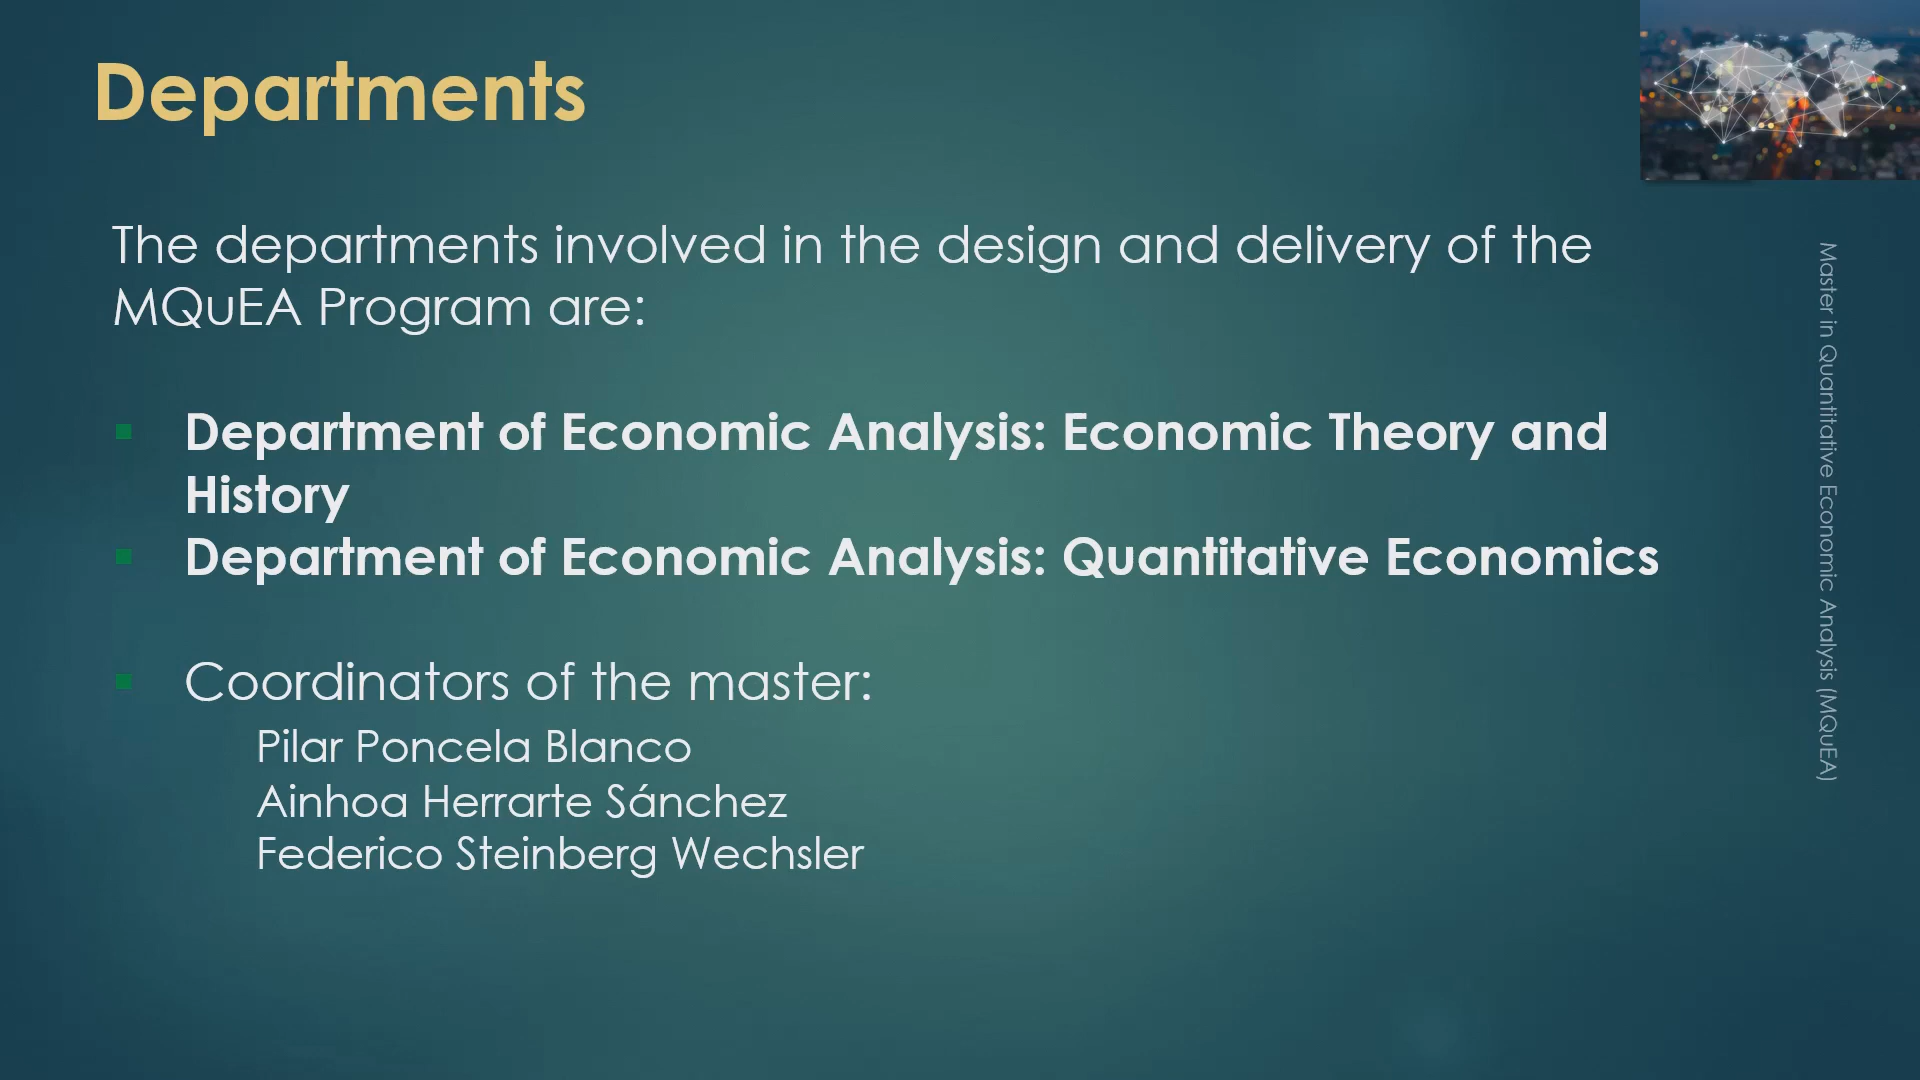 Departments
The departments involved in the design and delivery of the
MQuEA Program are:
Department of Economic Analysis: Economic Theory and
History
Department of Economic Analysis: Quantitative Economics
Coordinators of the master:
Pilar Poncela Blanco
Ainhoa Herrarte Sánchez
Federico Steinberg Wechsler
Master in Quantitative Economic Analysis (MQuEA)